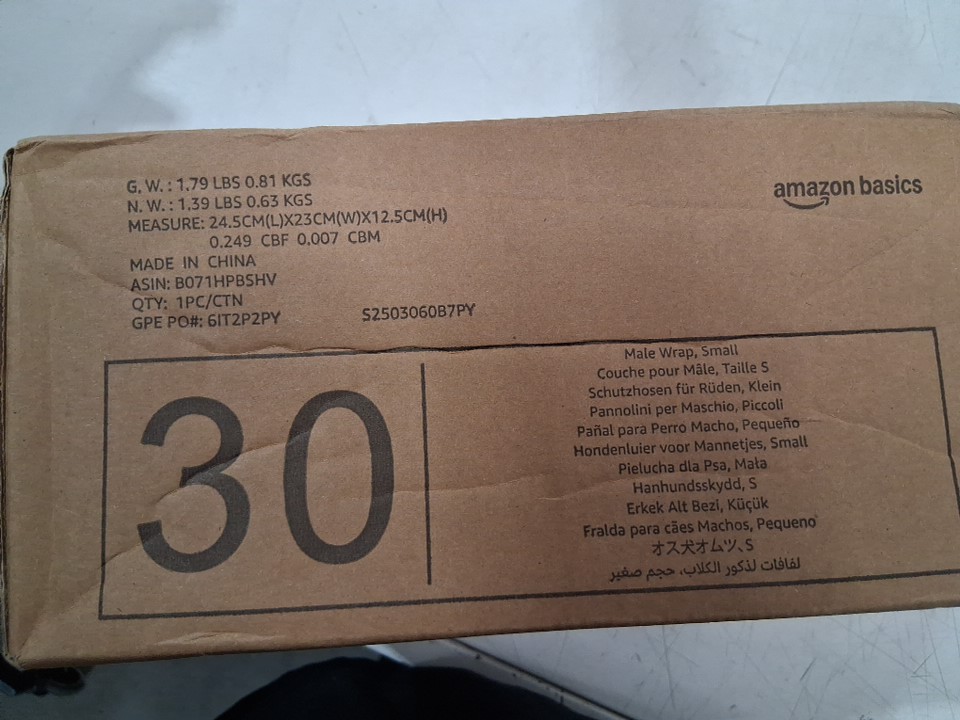 G. W. : 1.79 LBS 0.81 KGS
N. W. : 1.39 LBS 0.63 KGS
MEASURE: 24.5CM(L)X23CM(W)X12.5CM(H)
0.249 CBF 0.007 CBM
MADE IN CHINA
ASIN: B071HPBSHV
QTY: 1PC/CTN
GPE PO#: 6IT2P2PY
S2503060B7PY
amazon basics
30
Male Wrap, Small
Couche pour Mâle, Taille S
Schutzhosen für Rüden, Klein
Pannolini per Maschio, Piccoli
Pañal para Perro Macho, Pequeño
Hondenluier voor Mannetjes, Small
Pielucha dla Psa, Mała
Hanhundsskydd, S
Erkek Alt Bezi, Küçük
Fralda para cães Machos, Pequeno
オス犬オムツ、S
لفافات لذكور الكلاب، حجم صغير